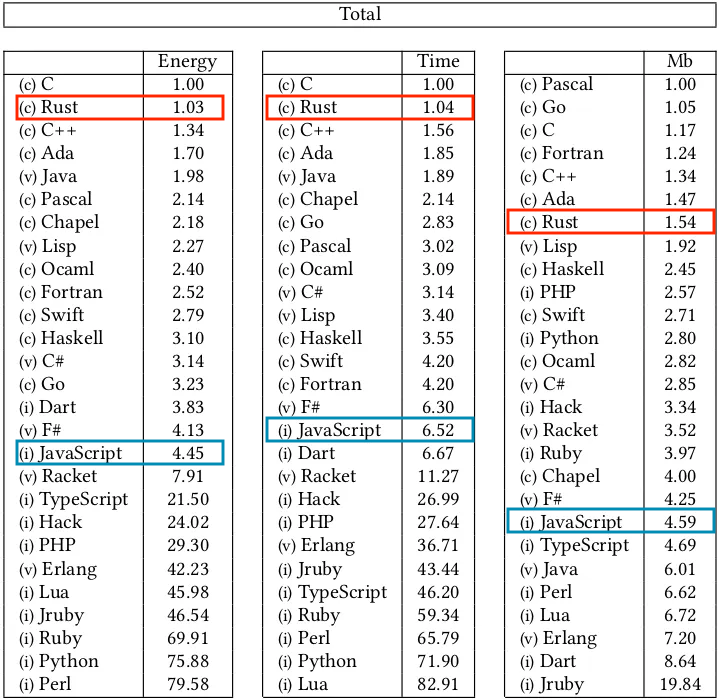 Total
Energy
(c) C 1.00
(c) Rust 1.03
(c) C++ 1.34
(c) Ada 1.70
(v) Java 1.98
(c) Pascal 2.14
(c) Chapel 2.18
(v) Lisp 2.27
(c) Ocaml 2.40
(c) Fortran 2.52
(c) Swift 2.79
(c) Haskell 3.10
(v) C# 3.14
(c) Go 3.23
(i) Dart 3.83
(v) F# 4.13
(i) JavaScript 4.45
(v) Racket 7.91
(i) TypeScript 21.50
(i) Hack 24.02
(i) PHP 29.30
(v) Erlang 42.23
(i) Lua 45.98
(i) Jruby 46.54
(i) Ruby 69.91
(i) Python 75.88
(i) Perl 79.58
Time
(c) C 1.00
(c) Rust 1.04
(c) C++ 1.56
(c) Ada 1.85
(v) Java 1.89
(c) Chapel 2.14
(c) Go 2.83
(c) Pascal 3.02
(c) Ocaml 3.09
(v) C# 3.14
(v) Lisp 3.40
(c) Haskell 3.55
(c) Swift 4.20
(c) Fortran 4.20
(v) F# 6.30
(i) JavaScript 6.52
(i) Dart 6.67
(v) Racket 11.27
(i) Hack 26.99
(i) PHP 27.64
(v) Erlang 36.71
(i) Jruby 43.44
(i) TypeScript 46.20
(i) Ruby 59.34
(i) Perl 65.79
(i) Python 71.90
(i) Lua 82.91
Mb
(c) Pascal 1.00
(c) Go 1.05
(c) C 1.17
(c) Fortran 1.24
(c) C++ 1.34
(c) Ada 1.47
(c) Rust 1.54
(v) Lisp 1.92
(c) Haskell 2.45
(i) PHP 2.57
(c) Swift 2.71
(i) Python 2.80
(c) Ocaml 2.82
(v) C# 2.85
(i) Hack 3.34
(v) Racket 3.52
(i) Ruby 3.97
(c) Chapel 4.00
(v) F# 4.25
(i) JavaScript 4.59
(i) TypeScript 4.69
(v) Java 6.01
(i) Perl 6.62
(i) Lua 6.72
(v) Erlang 7.20
(i) Dart 8.64
(i) Jruby 19.84